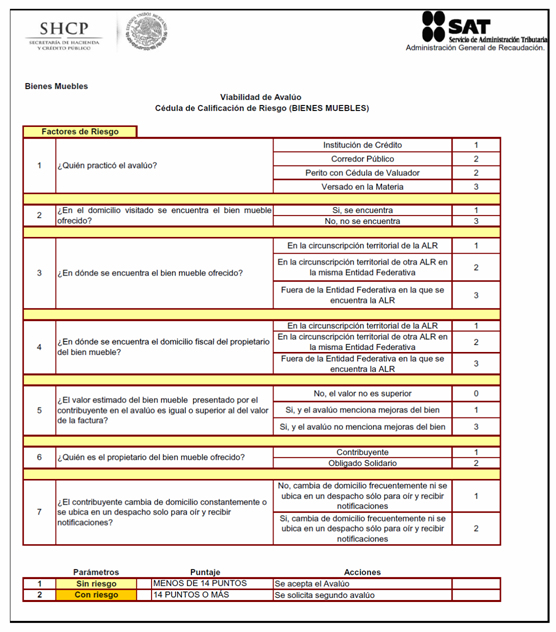 SHCP
SECRETARÍA DE HACIENDA
Y CRÉDITO PÚBLICO
ESTADOS UNIDOS MEXICANOS
SAT
Servicio de Administración Tributaria
Administración General de Recaudación.
Bienes Muebles
Viabilidad de Avalúo
Cédula de Calificación de Riesgo (BIENES MUEBLES)
Factores de Riesgo
1 ¿Quién practicó el avalúo?
Institución de Crédito 1
Corredor Público 2
Perito con Cédula de Valuador 2
Versado en la Materia 3
2 ¿En el domicilio visitado se encuentra el bien mueble
ofrecido?
Si, se encuentra 1
No, no se encuentra 3
3 ¿En dónde se encuentra el bien mueble ofrecido?
En la circunscripción territorial de la ALR 1
En la circunscripción territorial de otra ALR en
la misma Entidad Federativa 2
Fuera de la Entidad Federativa en la que se
encuentra la ALR 3
4 ¿En dónde se encuentra el domicilio fiscal del propietario
del bien mueble?
En la circunscripción territorial de la ALR 1
En la circunscripción territorial de otra ALR en
la misma Entidad Federativa 2
Fuera de la Entidad Federativa en la que se
encuentra la ALR 3
5 ¿El valor estimado del bien mueble presentado por el
contribuyente en el avalúo es igual o superior al del valor
de la factura?
No, el valor no es superior 0
Si, y el avalúo menciona mejoras del bien 1
Si, y el avalúo no menciona mejoras del bien 3
6 ¿Quién es el propietario del bien mueble ofrecido?
Contribuyente 1
Obligado Solidario 2
7 ¿El contribuyente cambia de domicilio constantemente o
se ubica en un despacho solo para oír y recibir
notificaciones?
No, cambia de domicilio frecuentemente ni se
ubica en un despacho sólo para oír y recibir
notificaciones 1
Si, cambia de domicilio frecuentemente ni se
ubica en un despacho sólo para oír y recibir
notificaciones 2
Parámetros Puntaje Acciones
1 Sin riesgo MENOS DE 14 PUNTOS Se acepta el Avalúo
2 Con riesgo 14 PUNTOS O MÁS Se solicita segundo avalúo